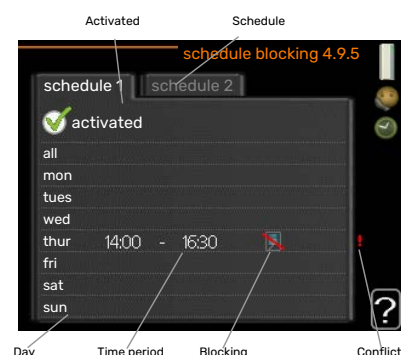 Activated Schedule
schedule blocking 4.9.5
schedule 1 schedule 2
activated
all
mon
tues
wed
thur 14:00 - 16:30 !
fri
sat
sun
?
Day Time period Blocking Conflict